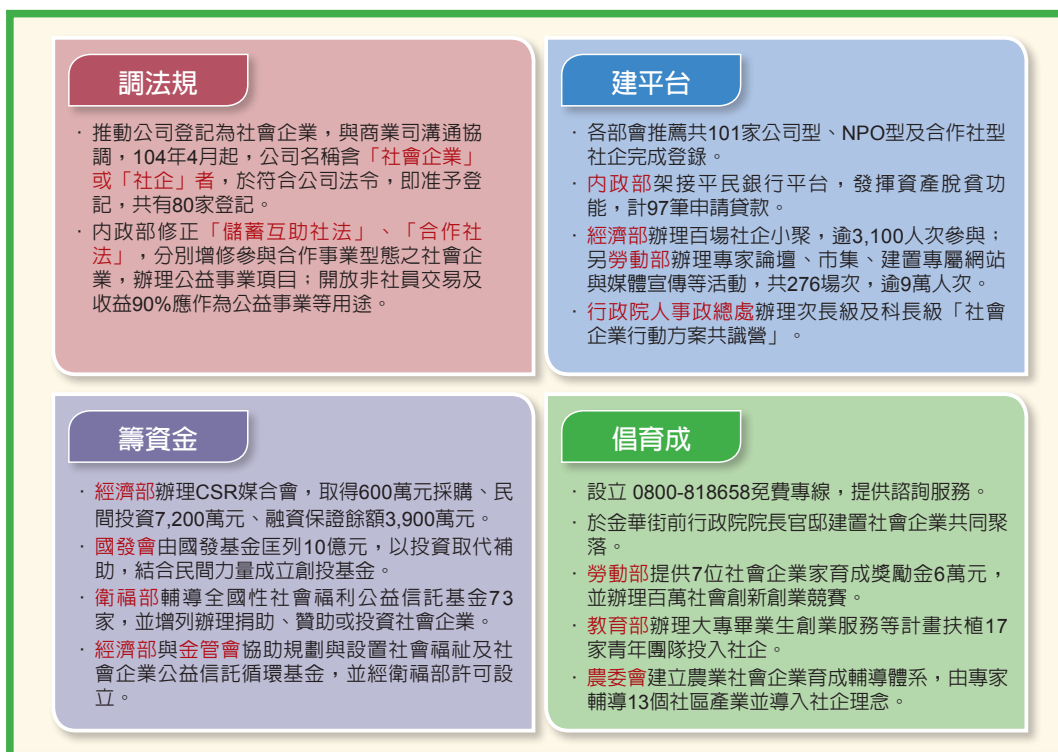 調法規
· 推動公司登記為社會企業，與商業司溝通協
調，104年4月起，公司名稱含「社會企業」
或「社企」者，於符合公司法令，即准予登
記，共有80家登記。
· 內政部修正「儲蓄互助社法」、「合作社
法」，分別增修參與合作事業型態之社會企
業，辦理公益事業項目；開放非社員交易及
收益90%應作為公益事業等用途。
建平台
· 各部會推薦共101家公司型、NPO型及合作社型
社企完成登錄。
· 內政部架接平民銀行平台，發揮資產脫貧功
能，計97筆申請貸款。
· 經濟部辦理百場社企小聚，逾3,100人次參與；
另勞動部辦理專家論壇、市集、建置專屬網站
與媒體宣傳等活動，共276場次，逾9萬人次。
· 行政院人事政總處辦理次長級及科長級「社會
企業行動方案共識營」。
籌資金
· 經濟部辦理CSR媒合會，取得600萬元採購、民
間投資7,200萬元、融資保證餘額3,900萬元。
· 國發會由國發基金匡列10億元，以投資取代補
助，結合民間力量成立創投基金。
· 衛福部輔導全國性社會福利公益信託基金73
家，並增列辦理捐助、贊助或投資社會企業。
· 經濟部與金管會協助規劃與設置社會福祉及社
會企業公益信託循環基金，並經衛福部許可設
立。
倡育成
· 設立 0800-818658免費專線，提供諮詢服務。
· 於金華街前行政院院長官邸建置社會企業共同聚
落。
· 勞動部提供7位社會企業家育成獎勵金6萬元，
並辦理百萬社會創新創業競賽。
· 教育部辦理大專畢業生創業服務等計畫扶植17
家青年團隊投入社企。
· 農委會建立農業社會企業育成輔導體系，由專家
輔導13個社區產業並導入社企理念。